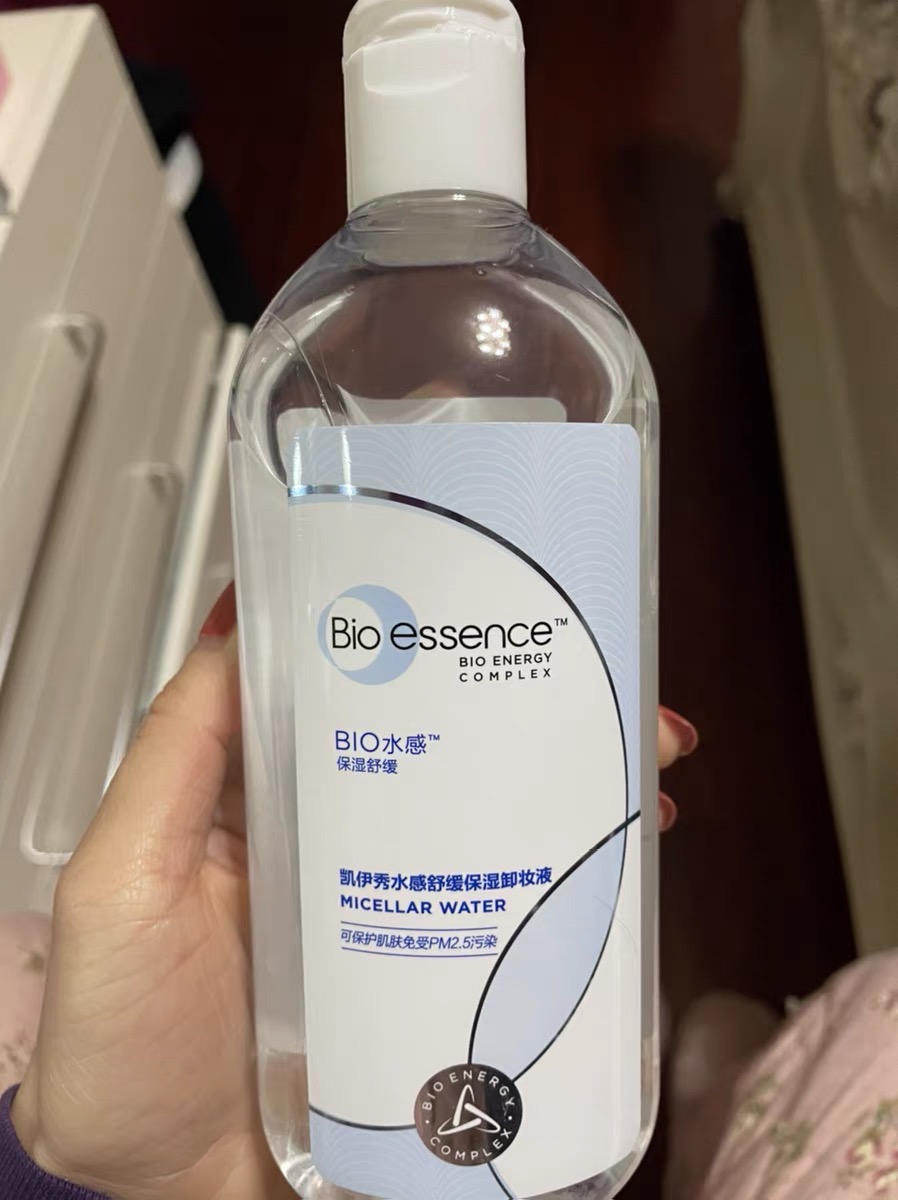 Bio essence™
BIO ENERGY
COMPLEX
BIO水感™
保湿舒缓
凯伊秀水感舒缓保湿卸妆液
MICELLAR WATER
可保护肌肤免受PM2.5污染
BIO ENERGY
COMPLEX